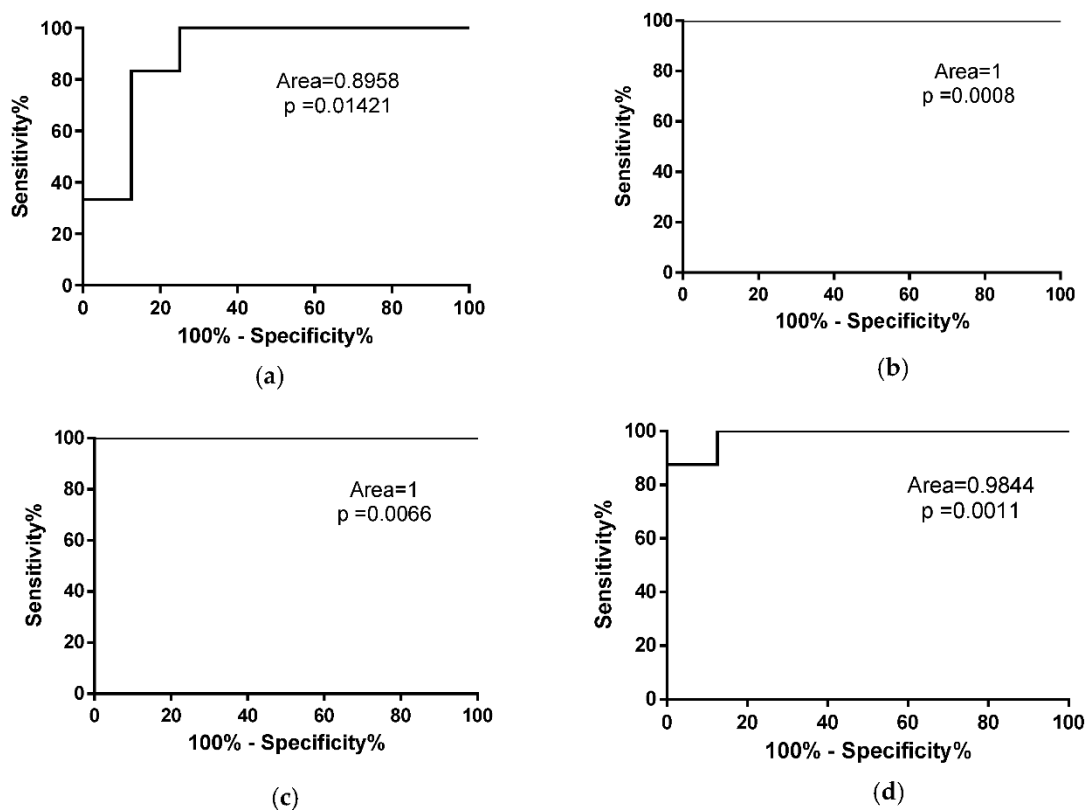 100
80
60
40
20
0
Sensitivity%
Area=0.8958
p =0.01421
0 20 40 60 80 100
100% - Specificity%
(a)
100
80
60
40
20
0
Sensitivity%
Area=1
p =0.0008
0 20 40 60 80 100
100% - Specificity%
(b)
100
80
60
40
20
0
Sensitivity%
Area=1
p =0.0066
0 20 40 60 80 100
100% - Specificity%
(c)
100
80
60
40
20
0
Sensitivity%
Area=0.9844
p =0.0011
0 20 40 60 80 100
100% - Specificity%
(d)